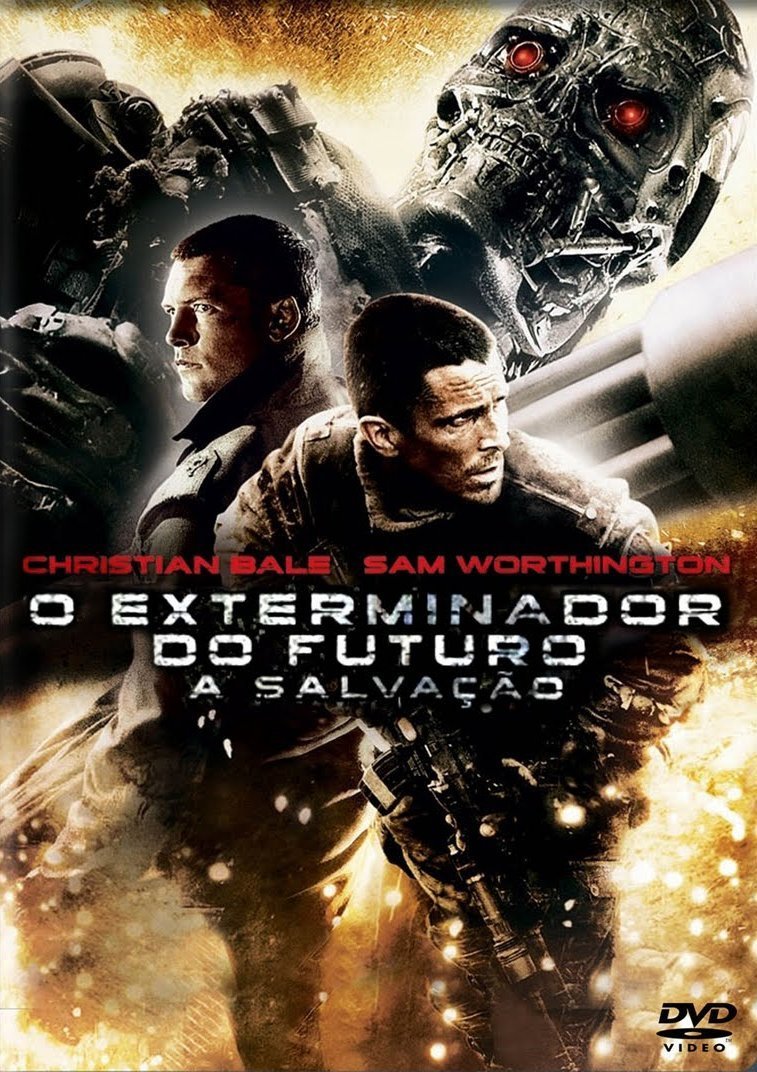 CHRISTIAN BALE SAM WORTHINGTON
O EXTERMINADOR
DO FUTURO
A SALVAÇÃO
DVD
VIDEO